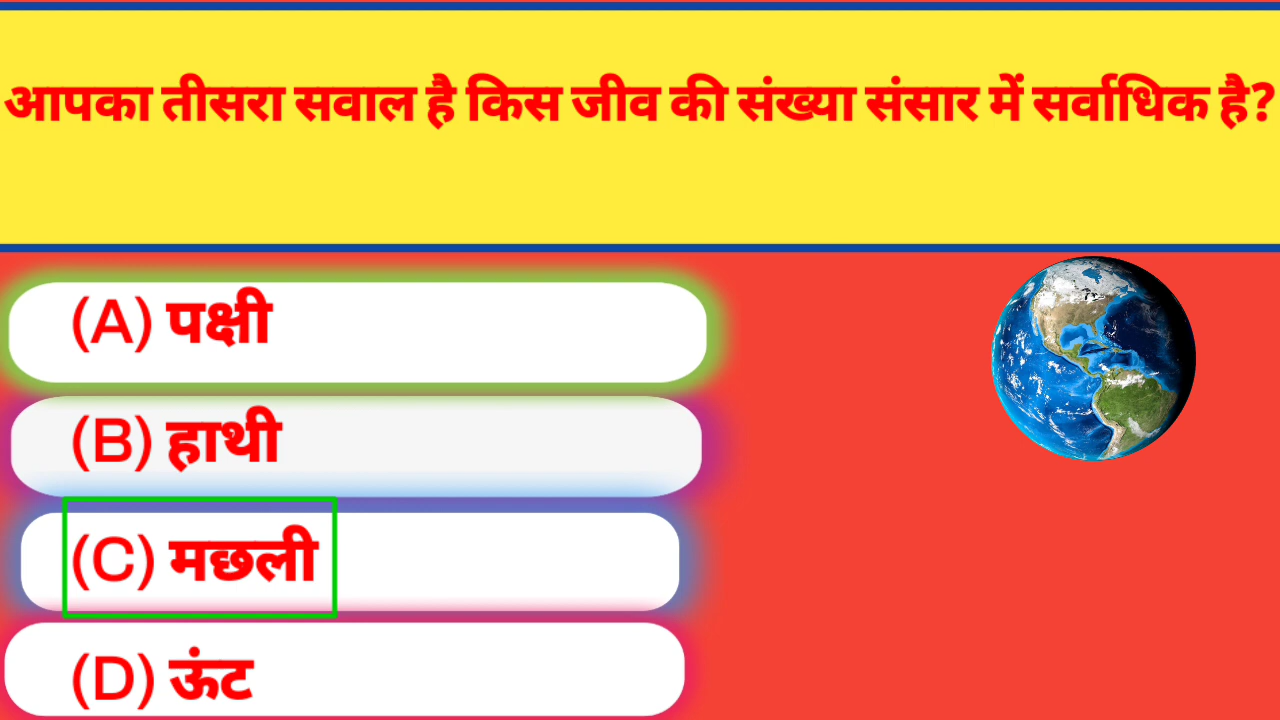 आपका तीसरा सवाल है किस जीव की संख्या संसार में सर्वाधिक है?
(A) पक्षी
(B) हाथी
(C) मछली
(D) ऊंट